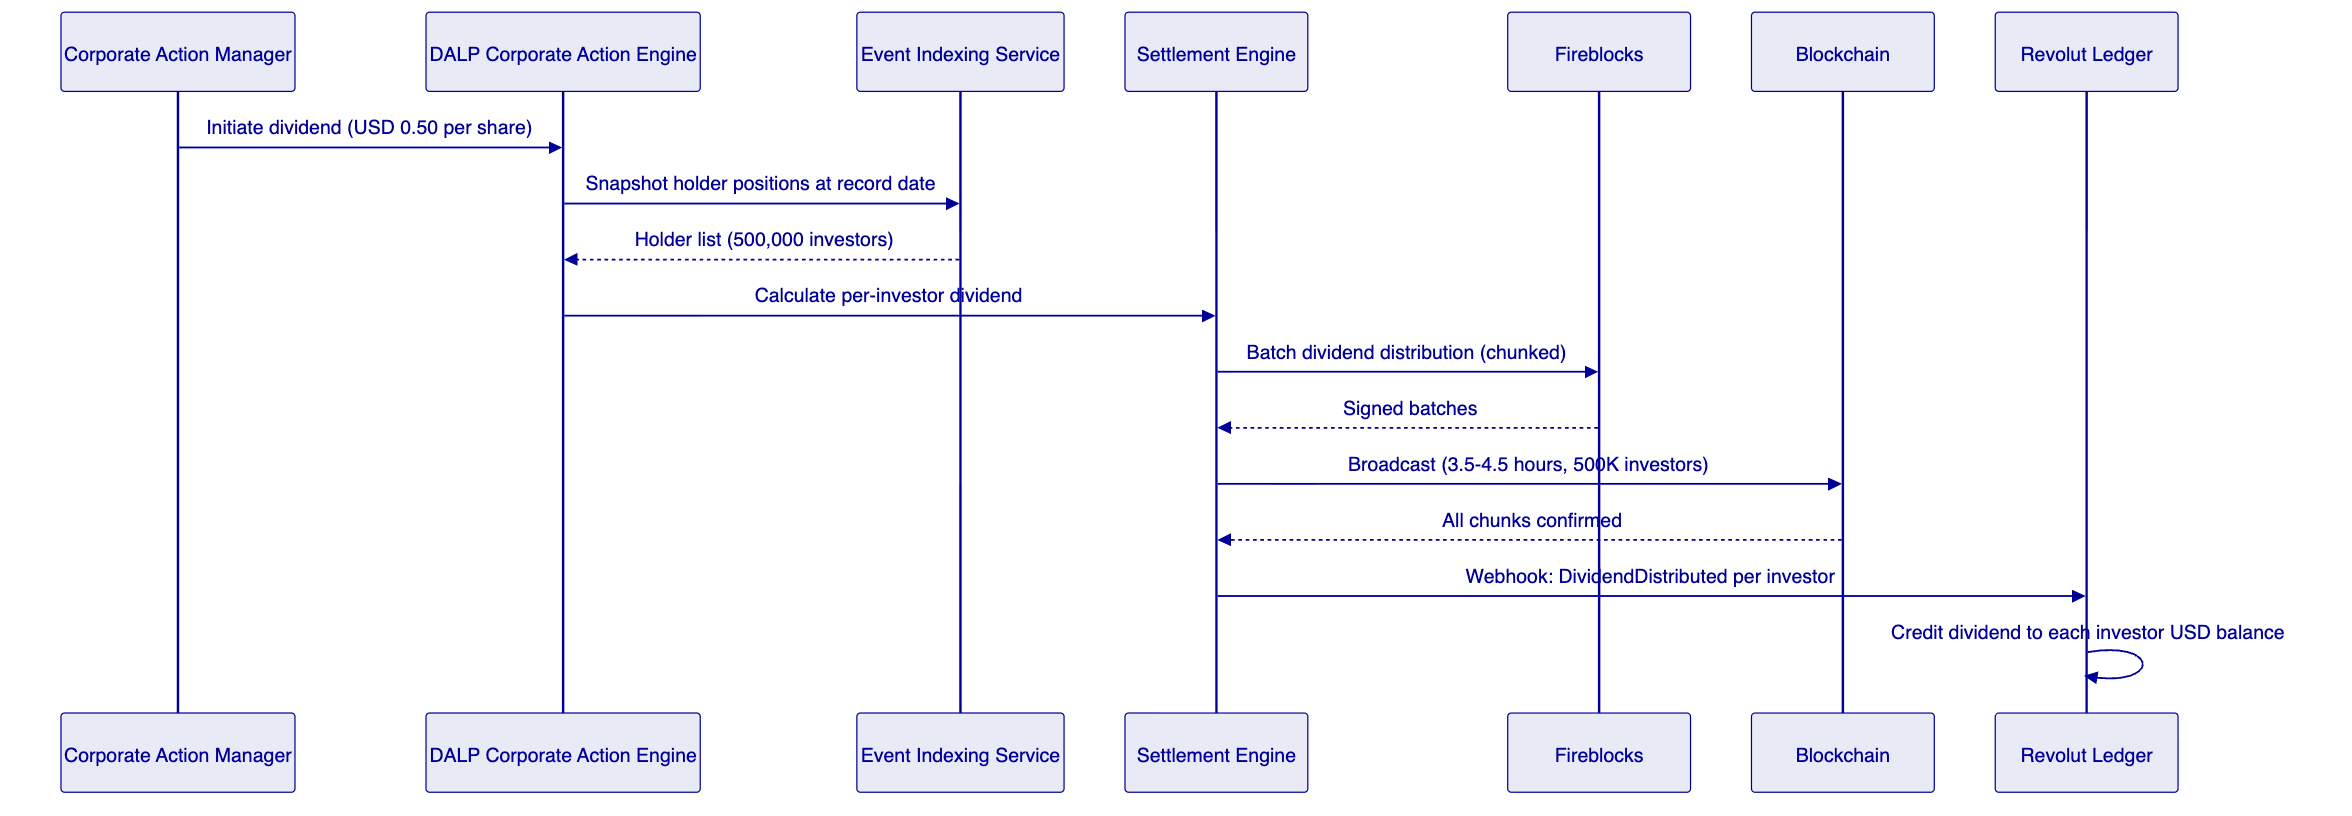 Corporate Action Manager
DALP Corporate Action Engine
Event Indexing Service
Settlement Engine
Fireblocks
Blockchain
Revolut Ledger
Initiate dividend (USD 0.50 per share)
Snapshot holder positions at record date
Holder list (500,000 investors)
Calculate per-investor dividend
Batch dividend distribution (chunked)
Signed batches
Broadcast (3.5-4.5 hours, 500K investors)
All chunks confirmed
Webhook: DividendDistributed per investor
Credit dividend to each investor USD balance
Corporate Action Manager
DALP Corporate Action Engine
Event Indexing Service
Settlement Engine
Fireblocks
Blockchain
Revolut Ledger